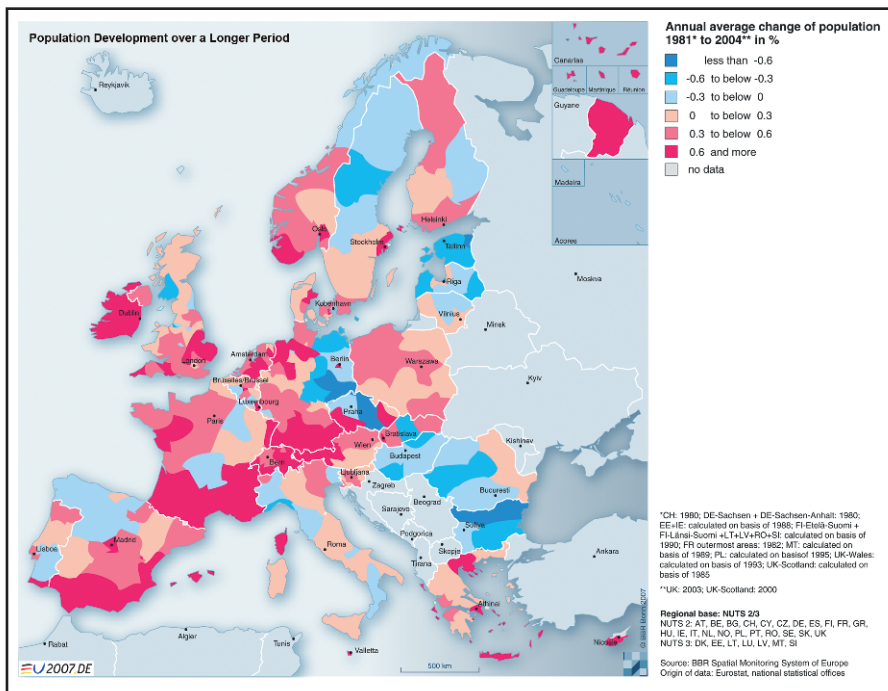 Population Development over a Longer Period
Annual average change of population
1981* to 2004** in %
less than -0.6
-0.6 to below -0.3
-0.3 to below 0
0 to below 0.3
0.3 to below 0.6
0.6 and more
no data
Canarias
Guadeloupe Martinique Réunion
Guyane
Madeira
Acores
Reykjavik
Oslo
Stockholm
Helsinki
Tallinn
Riga
Moskva
Dublin
København
Vilnius
Minsk
London
Amsterdam
Berlin
Warszawa
Bruxelles/Brüssel
Luxembourg
Kyiv
Paris
Praha
Wien
Bratislava
Kishinev
Bern
Budapest
Ljubljana
Zagreb
Bucuresti
Beograd
Sarajevo
Sofiya
Podgorica
Skopje
Tirana
Madrid
Lisboa
Roma
Ankara
Athinai
Rabat
Algier
Tunis
Valletta
Nicosia
500 km
© BBR Bonn 2007
EU2007.DE
*CH: 1980; DE-Sachsen + DE-Sachsen-Anhalt: 1980;
EE+IE: calculated on basis of 1988; FI-Etelä-Suomi +
FI-Länsi-Suomi +LT+LV+RO+SI: calculated on basis of
1990; FR outermost areas: 1982; MT: calculated on
basis of 1989; PL: calculated on basisof 1995; UK-Wales:
calculated on basis of 1993; UK-Scotland: calculated on
basis of 1985
**UK: 2003; UK-Scotland: 2000
Regional base: NUTS 2/3
NUTS 2: AT, BE, BG, CH, CY, CZ, DE, ES, FI, FR, GR,
HU, IE, IT, NL, NO, PL, PT, RO, SE, SK, UK
NUTS 3: DK, EE, LT, LU, LV, MT, SI
Source: BBR Spatial Monitoring System of Europe
Origin of data: Eurostat, national statistical offices